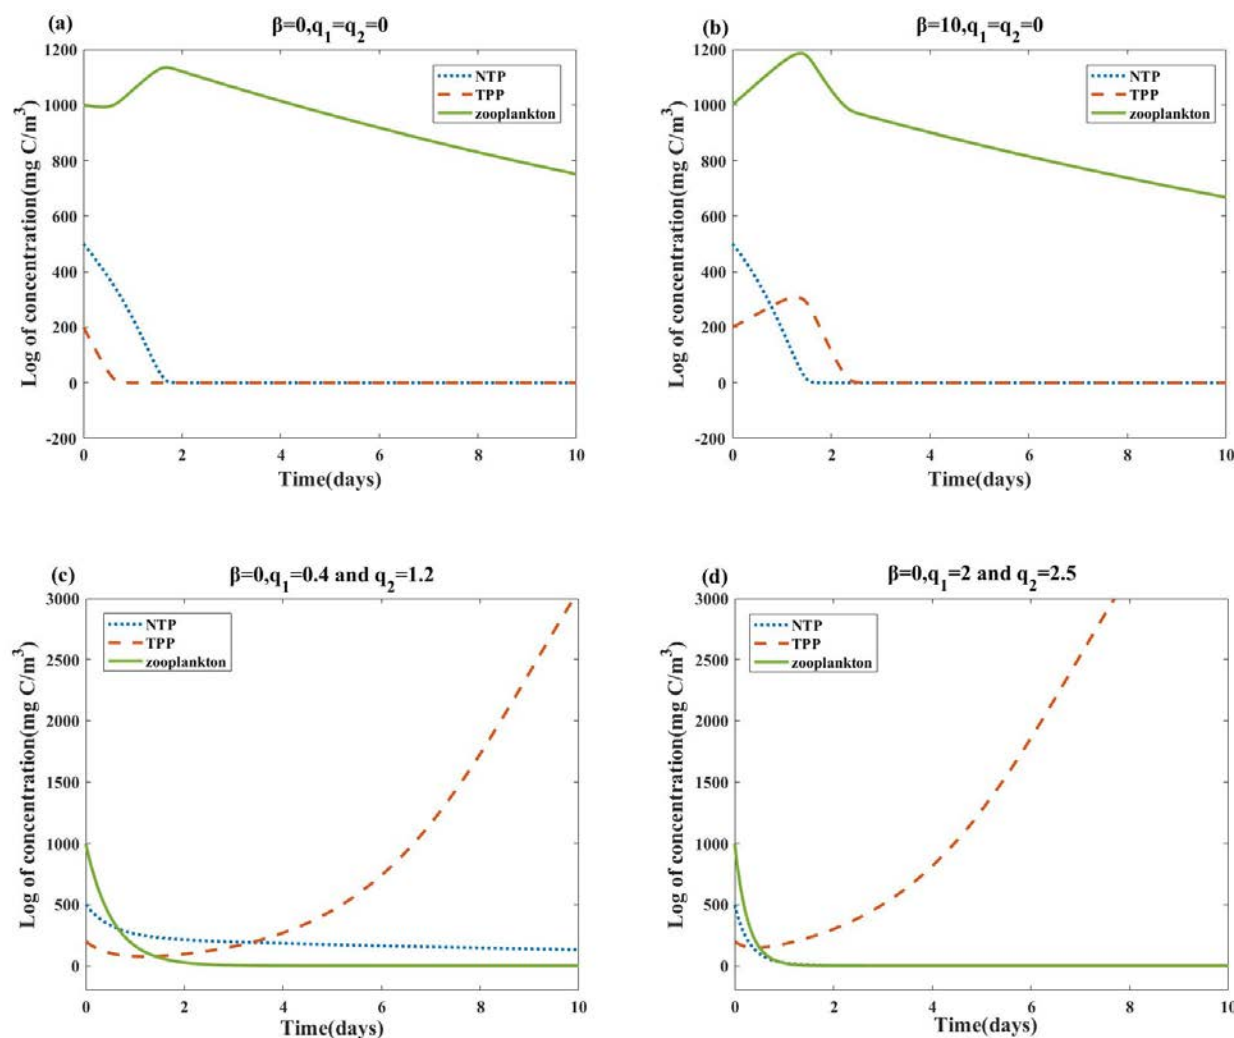 (a)
β=0,q1=q2=0
1200
1000
800
600
400
200
0
-200
0 2 4 6 8 10
Log of concentration(mg C/m³)
Time(days)
NTP
TPP
zooplankton
(b)
β=10,q1=q2=0
1200
1000
800
600
400
200
0
-200
0 2 4 6 8 10
Log of concentration(mg C/m³)
Time(days)
NTP
TPP
zooplankton
(c)
β=0,q1=0.4 and q2=1.2
3000
2500
2000
1500
1000
500
0
0 2 4 6 8 10
Log of concentration(mg C/m³)
Time(days)
NTP
TPP
zooplankton
(d)
β=0,q1=2 and q2=2.5
3000
2500
2000
1500
1000
500
0
0 2 4 6 8 10
Log of concentration(mg C/m³)
Time(days)
NTP
TPP
zooplankton